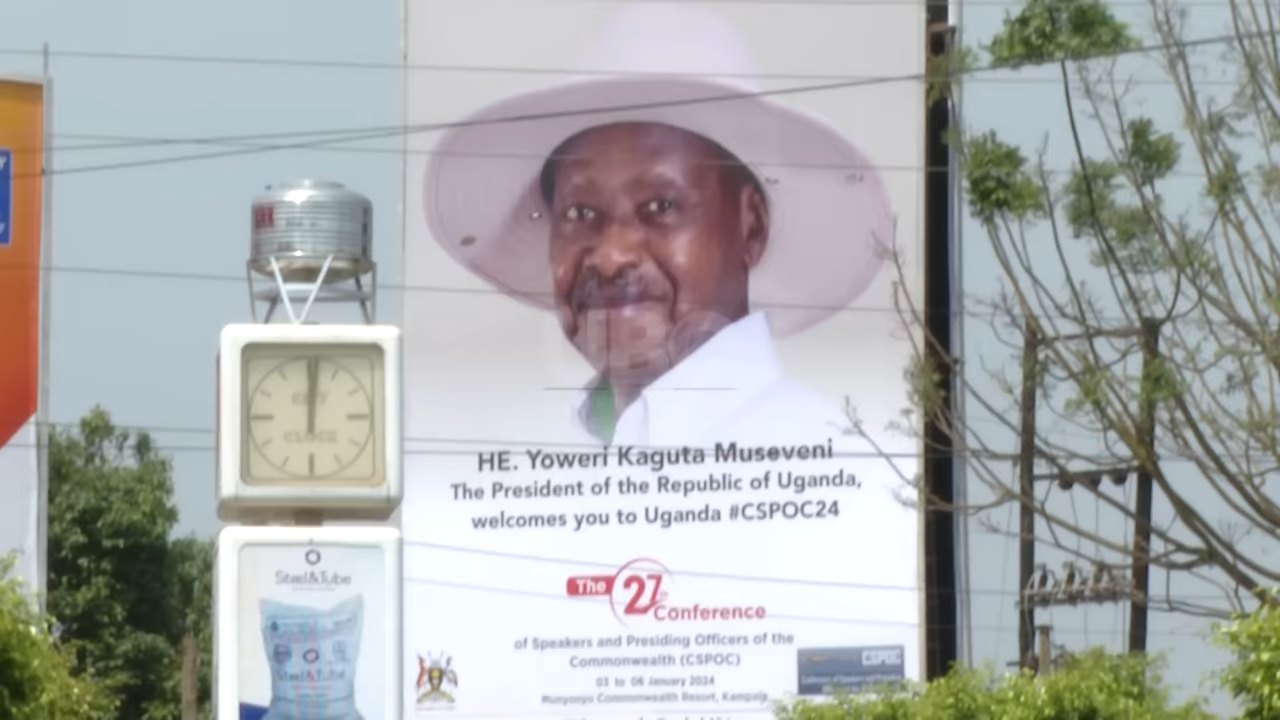 HE. Yoweri Kaguta Museveni
The President of the Republic of Uganda,
welcomes you to Uganda #CSPOC24
The 27 Conference
of Speakers and Presiding Officers of the
Commonwealth (CSPOC)
03 to 06 January 2024
Munyonyo Commonwealth Resort, Kampala
CSPOC
Steel&Tube
Steel&Tube